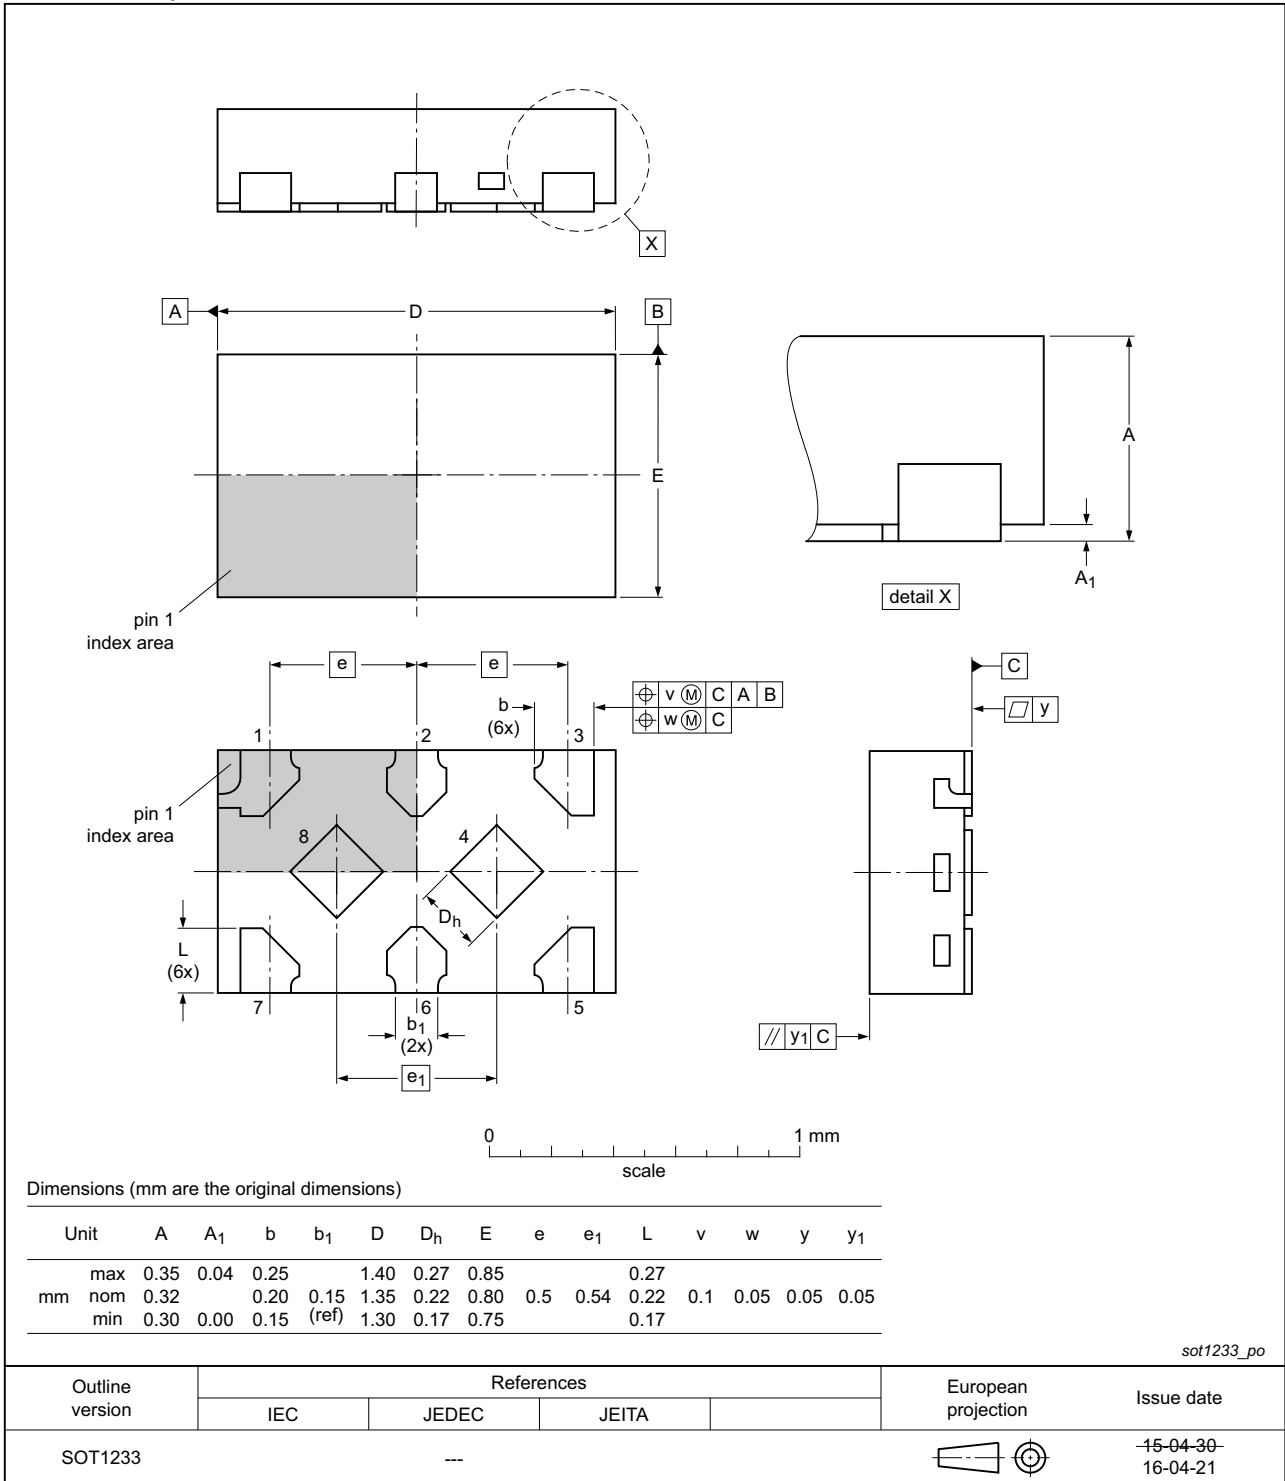 X
A D B
E
pin 1
index area
A
A1
detail X
e e
C
b
(6x)
v Ⓜ C A B
w Ⓜ C
y
1 2 3
pin 1
index area
8 4
Dh
L
(6x)
7 6 5
b1
(2x)
e1
// y1 C
0 1 mm
scale
Dimensions (mm are the original dimensions)
Unit A A1 b b1 D Dh E e e1 L v w y y1
max 0.35 0.04 0.25 1.40 0.27 0.85 0.27
mm nom 0.32 0.20 0.15 1.35 0.22 0.80 0.5 0.54 0.22 0.1 0.05 0.05 0.05
min 0.30 0.00 0.15 (ref) 1.30 0.17 0.75 0.17
sot1233_po
Outline
version
References
IEC JEDEC JEITA
European
projection
Issue date
SOT1233 ---
15-04-30
16-04-21